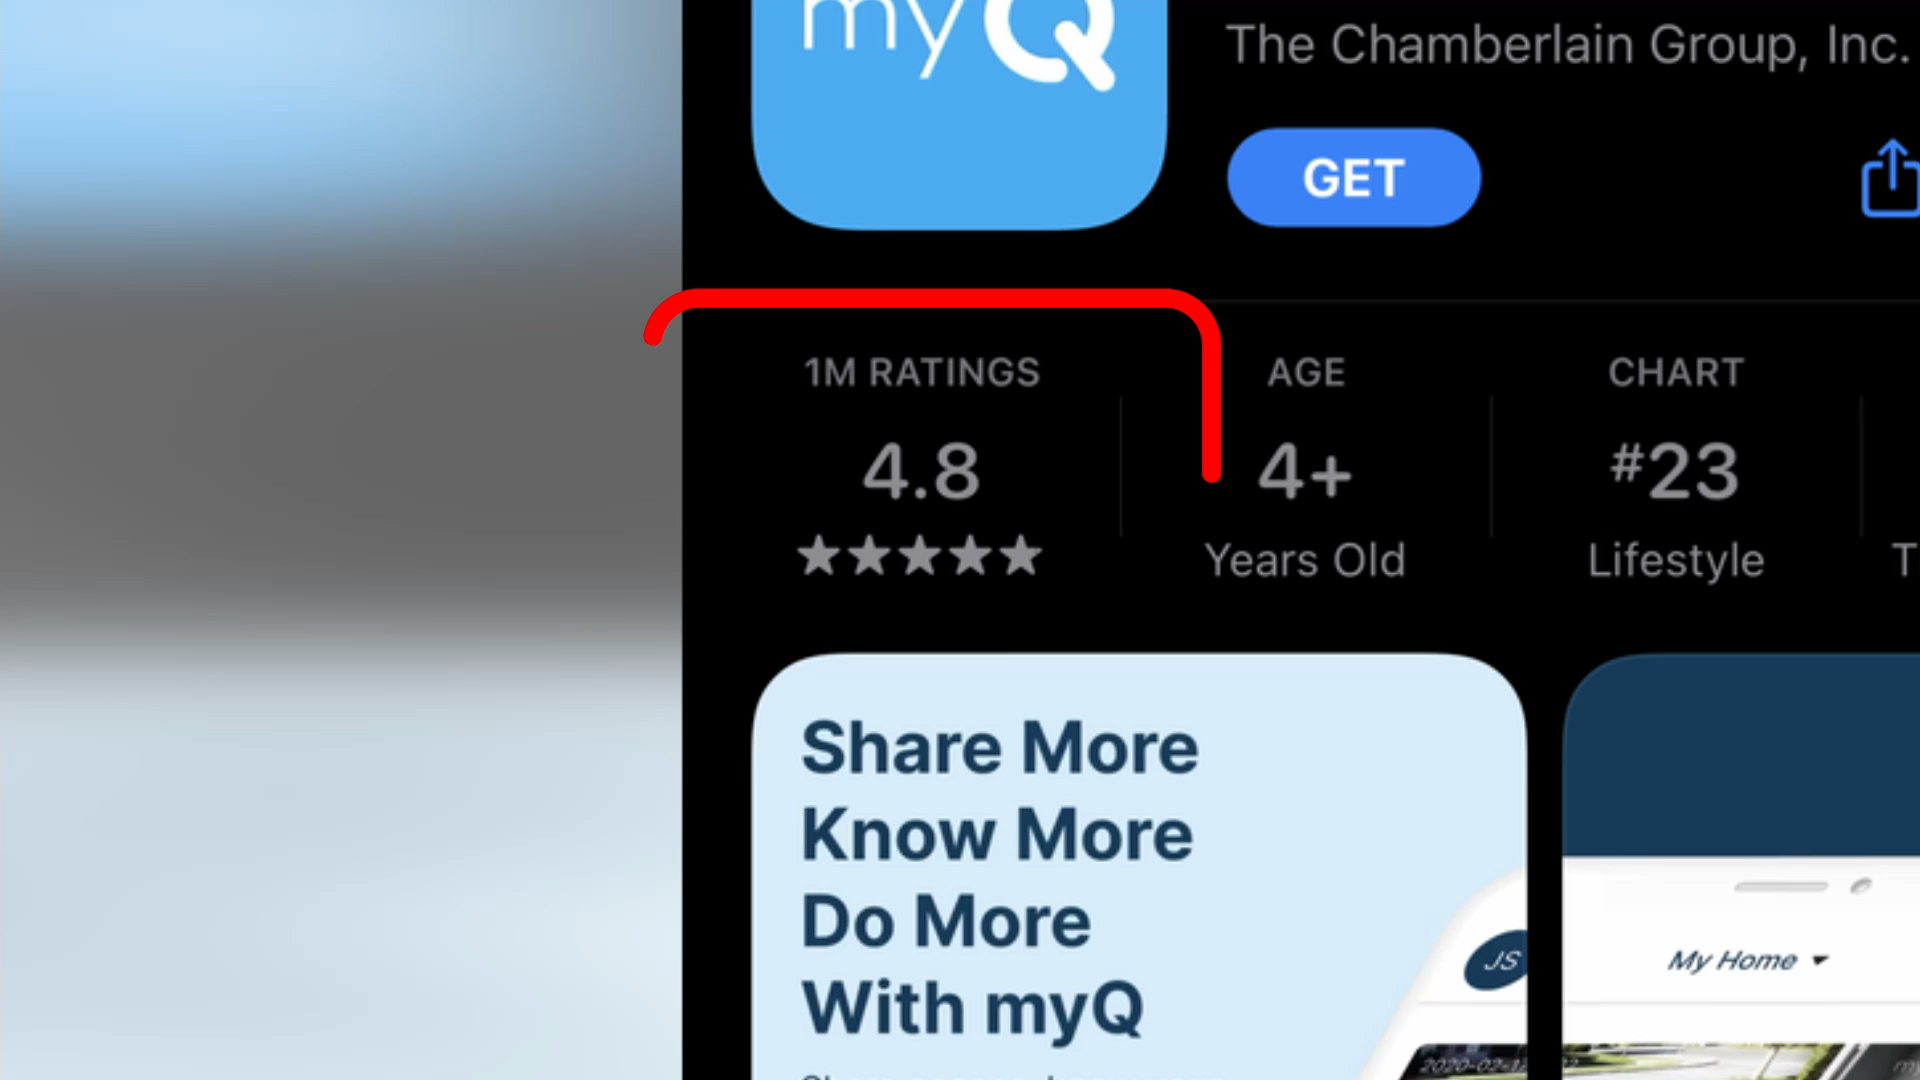 myQ
The Chamberlain Group, Inc.
GET
1M RATINGS
AGE
CHART
4.8
4+
#23
★★★★★
Years Old
Lifestyle
T
Share More
Know More
Do More
With myQ
JS
My Home